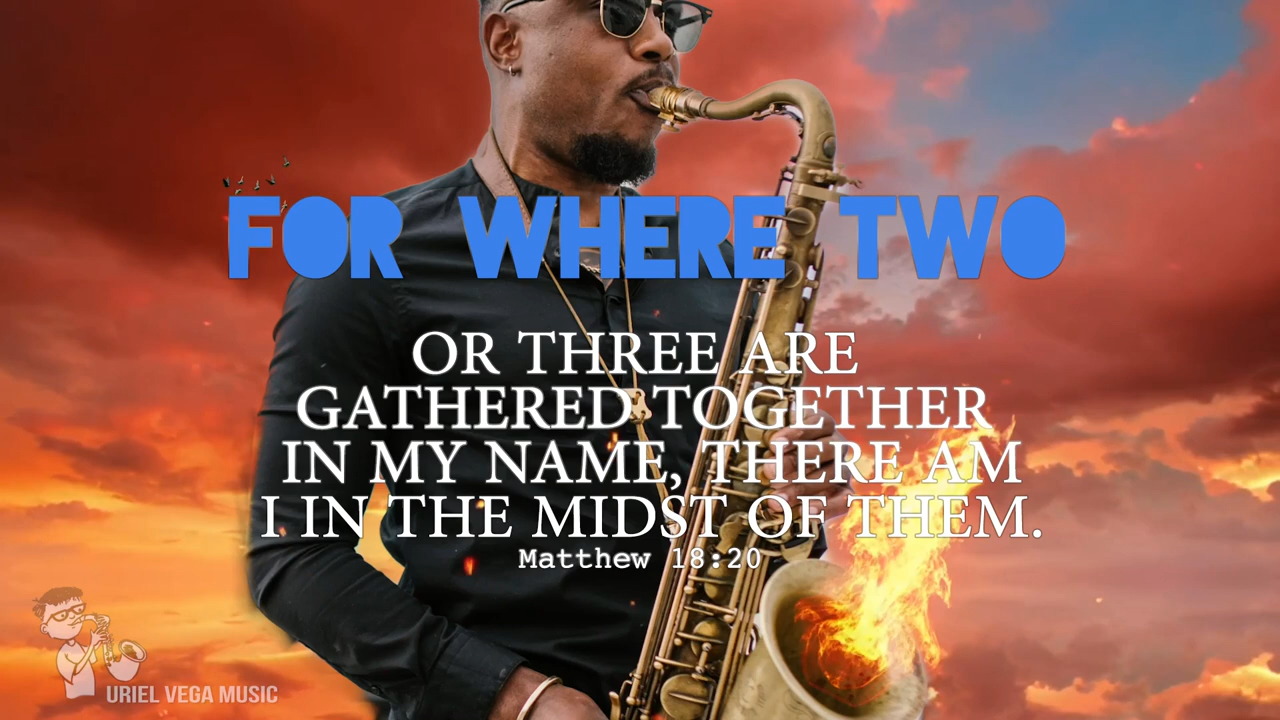 FOR WHERE TWO
OR THREE ARE
GATHERED TOGETHER
IN MY NAME, THERE AM
I IN THE MIDST OF THEM.
Matthew 18:20
URIEL VEGA MUSIC